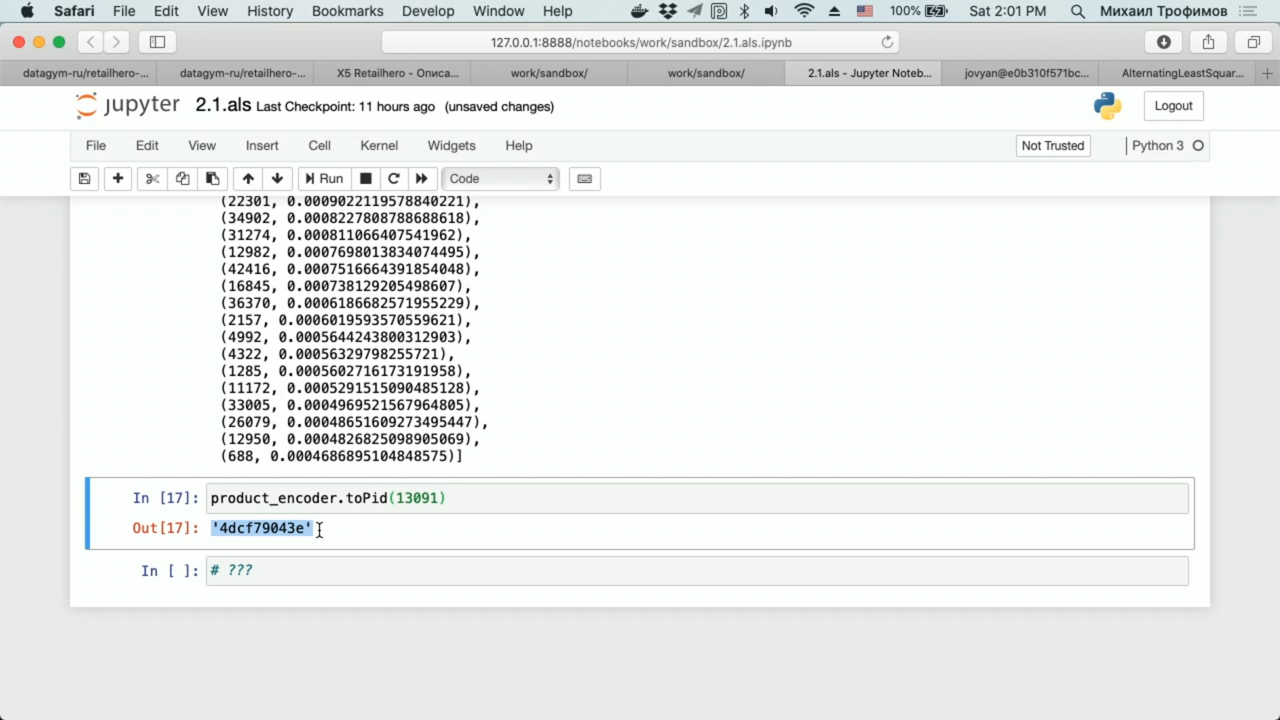 Safari File Edit View History Bookmarks Develop Window Help 100% Sat 2:01 PM Михаил Трофимов
127.0.0.1:8888/notebooks/work/sandbox/2.1.als.ipynb
datagym-ru/retailhero-... datagym-ru/retailhero-... X5 Retailhero - Описа... work/sandbox/ work/sandbox/ 2.1.als - Jupyter Noteb... jovyan@e0b310f571bc... AlternatingLeastSquar...
jupyter 2.1.als Last Checkpoint: 11 hours ago (unsaved changes) Logout
File Edit View Insert Cell Kernel Widgets Help Not Trusted Python 3
Run Code
(22301, 0.0009022119578840221),
(34902, 0.0008227808788688618),
(31274, 0.000811066407541962),
(12982, 0.0007698013834074495),
(42416, 0.0007516664391854048),
(16845, 0.000738129205498607),
(36370, 0.0006186682571955229),
(2157, 0.0006019593570559621),
(4992, 0.0005644243800312903),
(4322, 0.00056329798255721),
(1285, 0.0005602716173191958),
(11172, 0.0005291515090485128),
(33005, 0.0004969521567964805),
(26079, 0.00048651609273495447),
(12950, 0.0004826825098905069),
(688, 0.0004686895104848575)]
In [17]: product_encoder.toPid(13091)
Out[17]: '4dcf79043e'
In [ ]: # ???